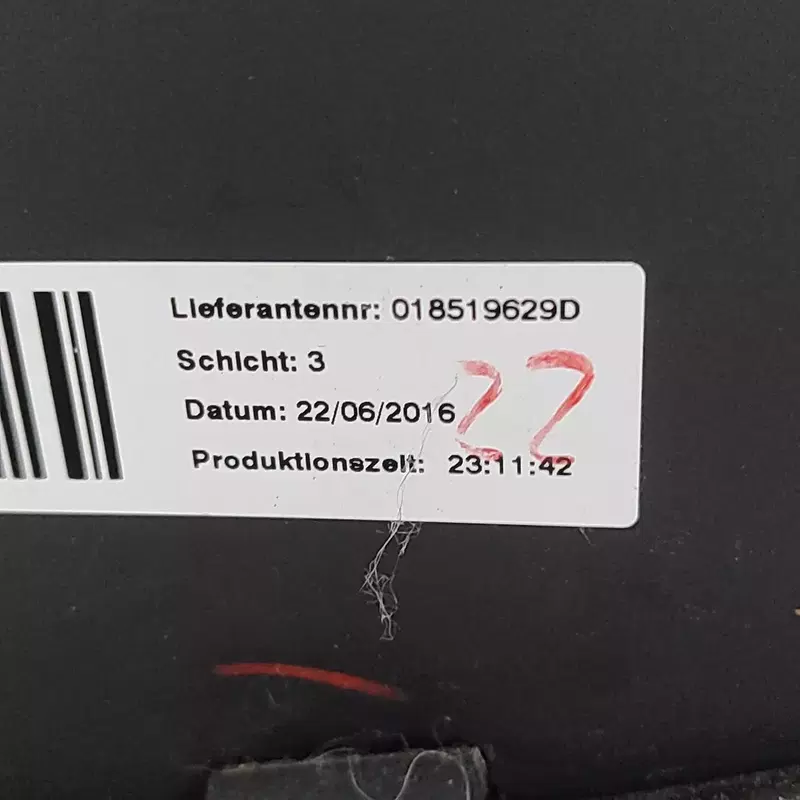 Lieferantennr: 018519629D
Schicht: 3
22
Datum: 22/06/2016
Produktionszeit: 23:11:42